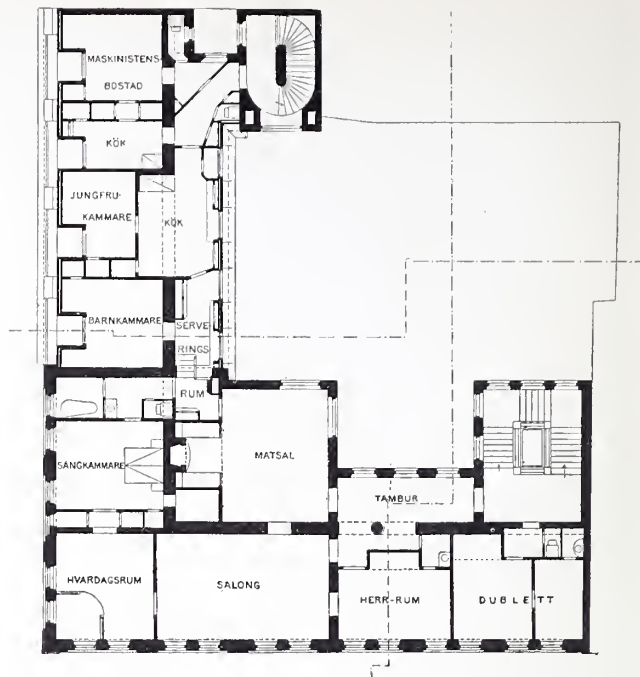 MASKINISTENS
BOSTAD
KÖK
JUNGFRU-
KAMMARE
KÖK
BARNKAMMARE
SERVE
RINGS
RUM
SÄNGKAMMARE
MATSAL
TAMBUR
HVARDAGSRUM
SALONG
HERR-RUM
DUBLETT